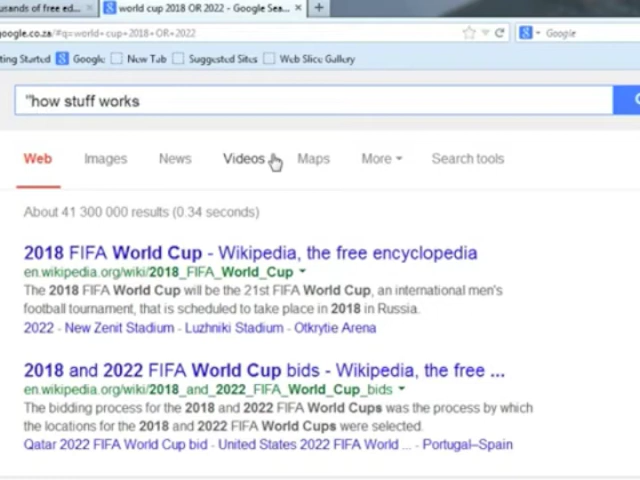 usands of free ed... × world cup 2018 OR 2022 - Google Sea... × +
google.co.za/#q=world+cup+2018+OR+2022 Google
ting Started Google New Tab Suggested Sites Web Slice Gallery
"how stuff works
Web Images News Videos Maps More Search tools
About 41 300 000 results (0.34 seconds)
2018 FIFA World Cup - Wikipedia, the free encyclopedia
en.wikipedia.org/wiki/2018_FIFA_World_Cup
The 2018 FIFA World Cup will be the 21st FIFA World Cup, an international men's
football tournament, that is scheduled to take place in 2018 in Russia.
2022 - New Zenit Stadium - Luzhniki Stadium - Otkrytie Arena
2018 and 2022 FIFA World Cup bids - Wikipedia, the free ...
en.wikipedia.org/wiki/2018_and_2022_FIFA_World_Cup_bids
The bidding process for the 2018 and 2022 FIFA World Cups was the process by which
the locations for the 2018 and 2022 FIFA World Cups were selected.
Qatar 2022 FIFA World Cup bid - United States 2022 FIFA World ... - Portugal–Spain